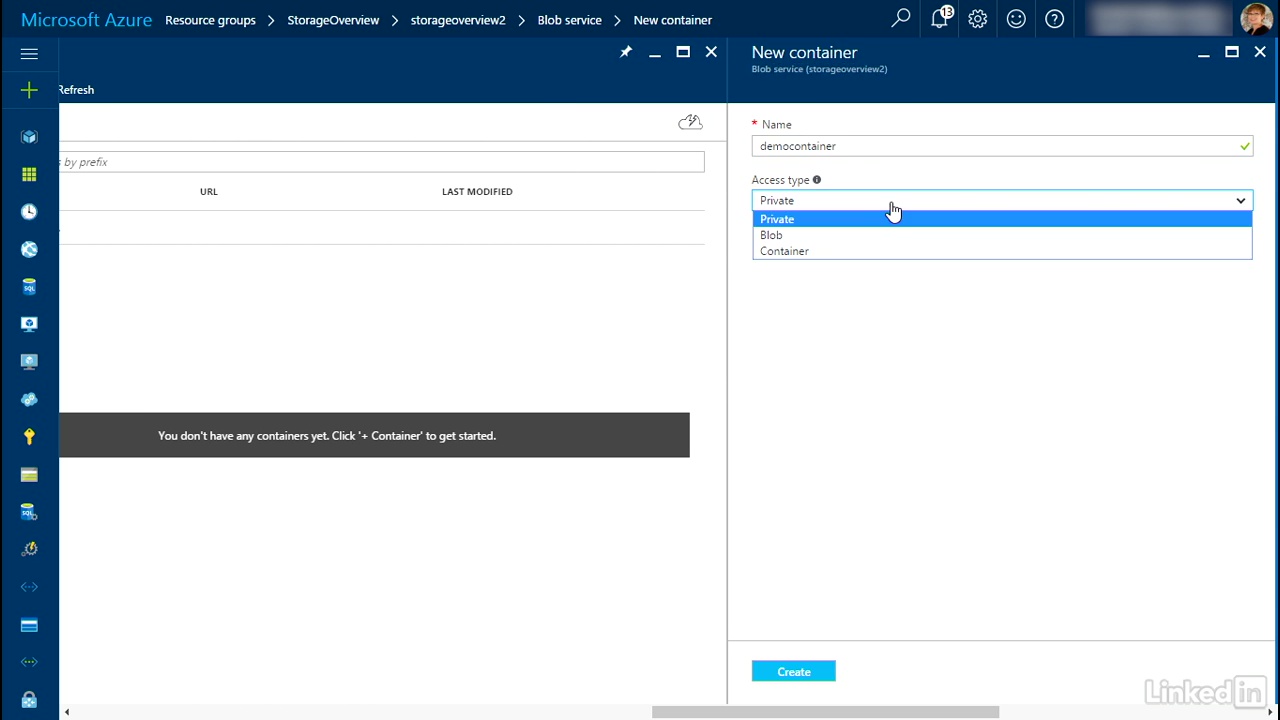 Microsoft Azure Resource groups > StorageOverview > storageoverview2 > Blob service > New container
13
New container
Blob service (storageoverview2)
Refresh
* Name
democontainer
s by prefix
Access type
URL LAST MODIFIED
Private
Private
Blob
Container
You don't have any containers yet. Click '+ Container' to get started.
Create
LinkedIn